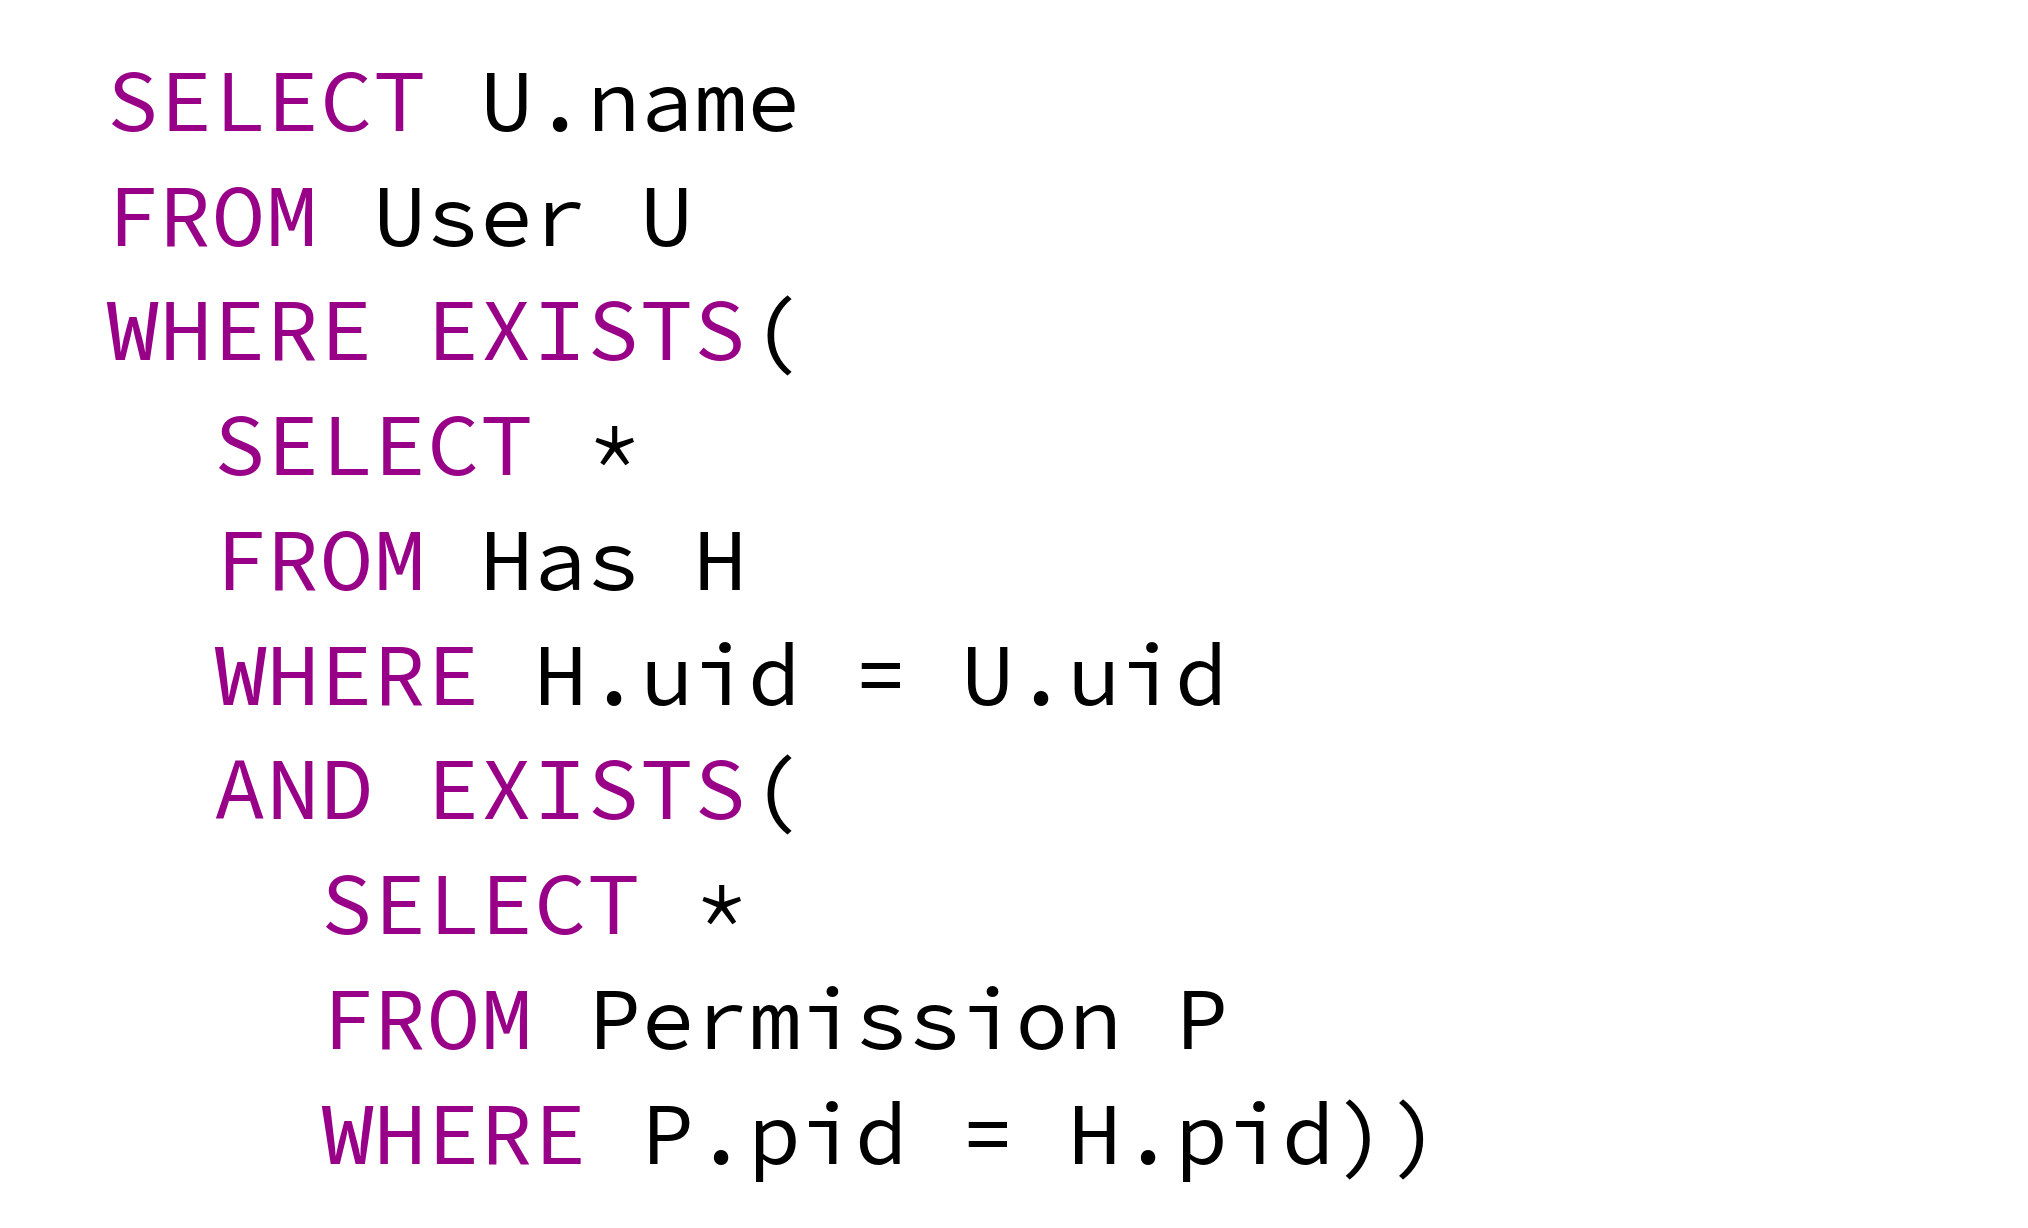 SELECT U.name
FROM User U
WHERE EXISTS(
SELECT *
FROM Has H
WHERE H.uid = U.uid
AND EXISTS(
SELECT *
FROM Permission P
WHERE P.pid = H.pid))